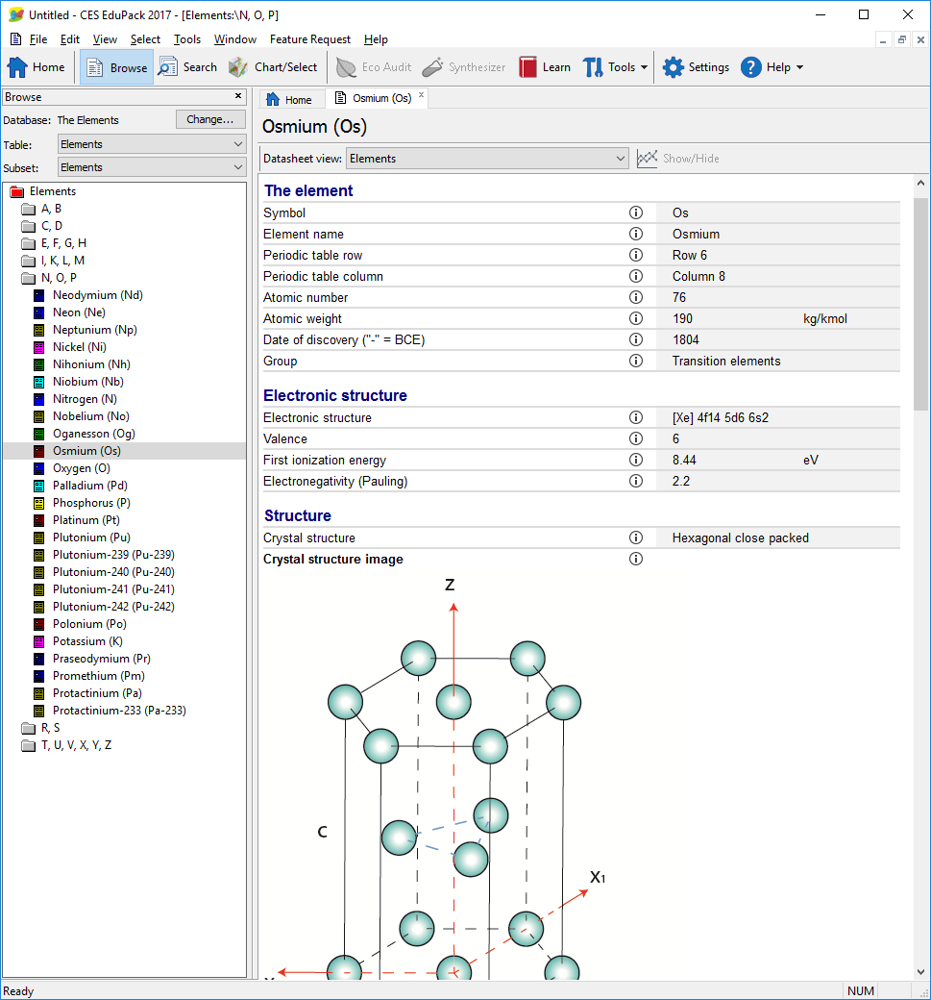 Untitled - CES EduPack 2017 - [Elements:\N, O, P]
File Edit View Select Tools Window Feature Request Help
Home Browse Search Chart/Select Eco Audit Synthesizer Learn Tools Settings Help
Browse
Database: The Elements Change...
Table: Elements
Subset: Elements
Elements
A, B
C, D
E, F, G, H
I, K, L, M
N, O, P
Neodymium (Nd)
Neon (Ne)
Neptunium (Np)
Nickel (Ni)
Nihonium (Nh)
Niobium (Nb)
Nitrogen (N)
Nobelium (No)
Oganesson (Og)
Osmium (Os)
Oxygen (O)
Palladium (Pd)
Phosphorus (P)
Platinum (Pt)
Plutonium (Pu)
Plutonium-239 (Pu-239)
Plutonium-240 (Pu-240)
Plutonium-241 (Pu-241)
Plutonium-242 (Pu-242)
Polonium (Po)
Potassium (K)
Praseodymium (Pr)
Promethium (Pm)
Protactinium (Pa)
Protactinium-233 (Pa-233)
R, S
T, U, V, X, Y, Z
Home Osmium (Os)
Osmium (Os)
Datasheet view: Elements Show/Hide
The element
Symbol Os
Element name Osmium
Periodic table row Row 6
Periodic table column Column 8
Atomic number 76
Atomic weight 190 kg/kmol
Date of discovery ("-" = BCE) 1804
Group Transition elements
Electronic structure
Electronic structure [Xe] 4f14 5d6 6s2
Valence 6
First ionization energy 8.44 eV
Electronegativity (Pauling) 2.2
Structure
Crystal structure Hexagonal close packed
Crystal structure image
Z
C
X1
Ready NUM